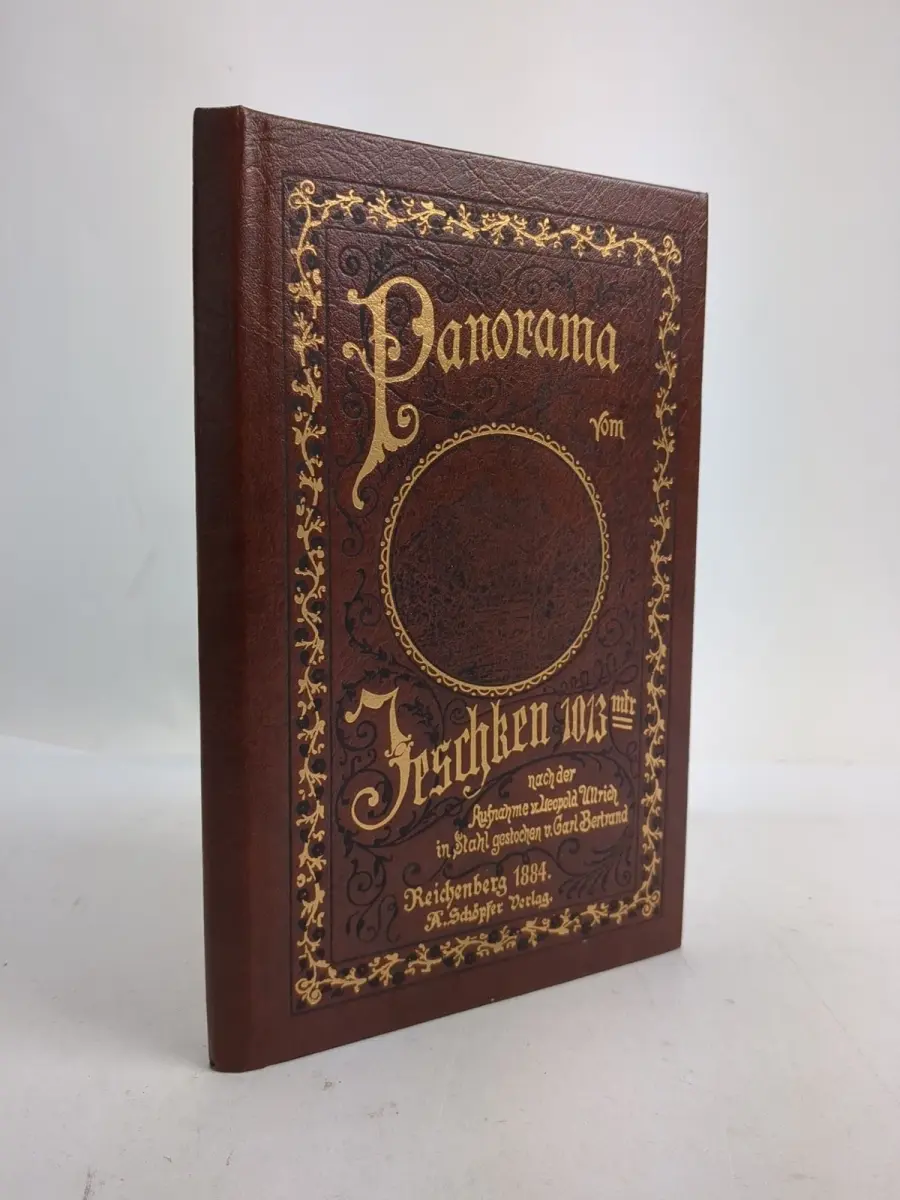 Panorama
vom
Jeschken 1013 mtr
nach der
Aufnahme v. Leopold Ullrich
in Stahl gestochen v. Carl Bertrand
Reichenberg 1884.
A. Schöpfer Verlag.